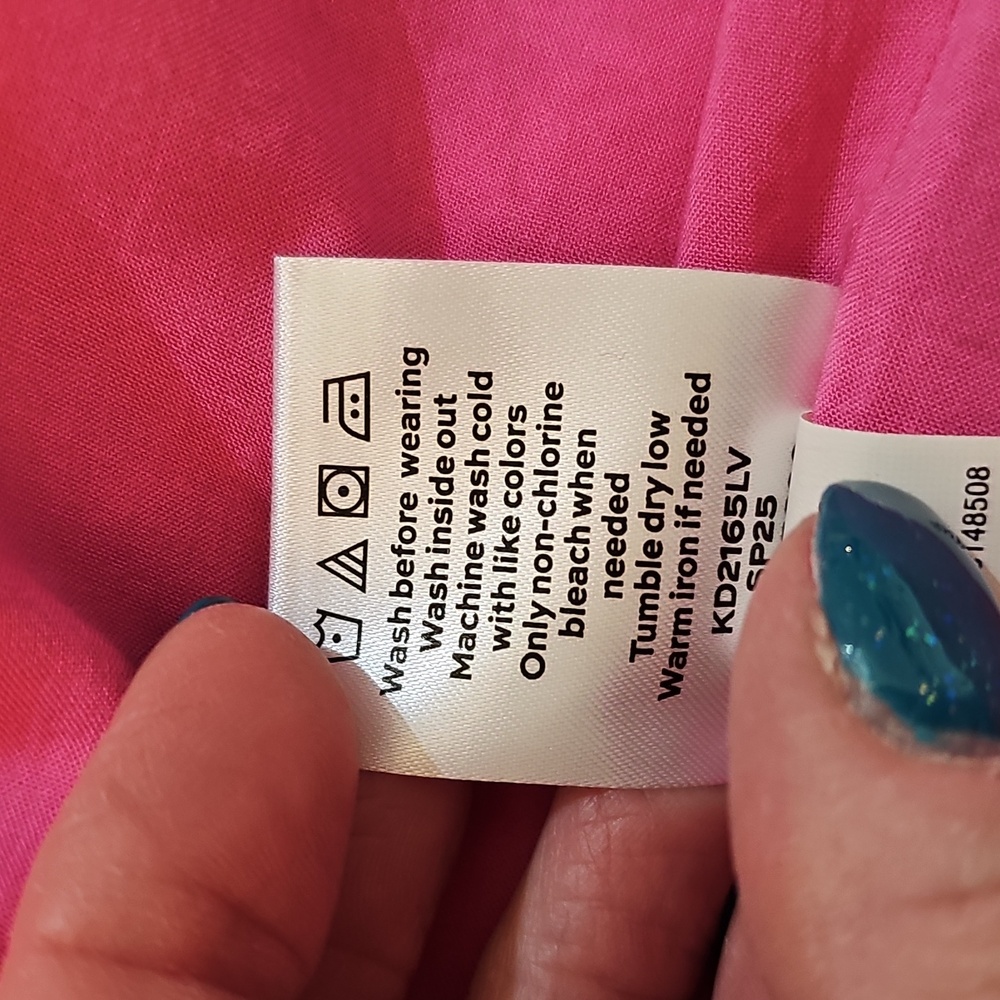 Wash before wearing
Wash inside out
Machine wash cold
with like colors
Only non-chlorine
bleach when
needed
Tumble dry low
Warm iron if needed
KD2165LV
SP25
148508